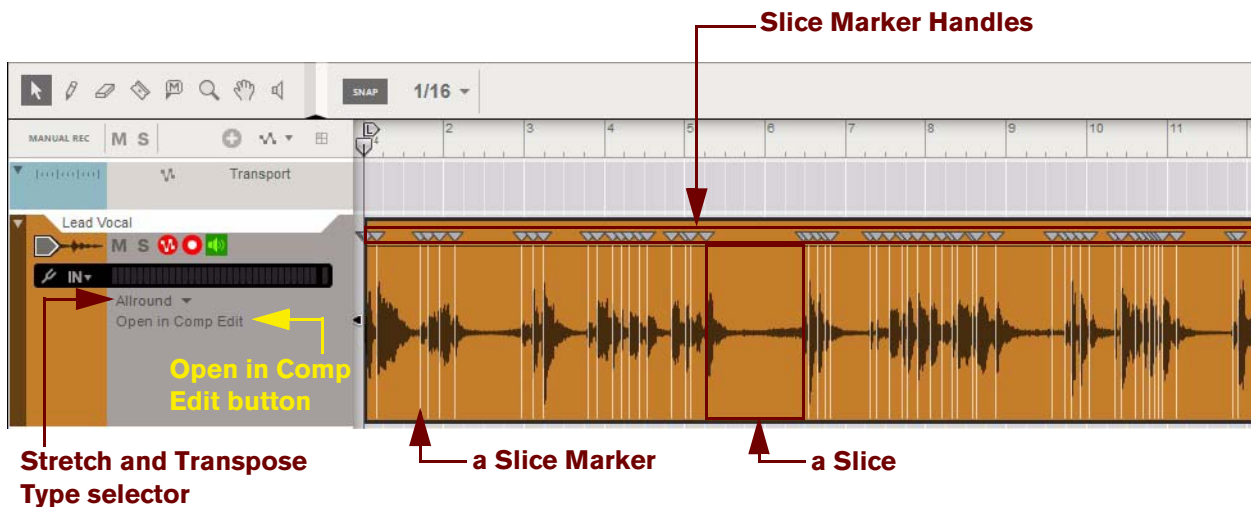 Slice Marker Handles
M
SNAP 1/16
MANUAL REC M S
L
2 3 4 5 6 7 8 9 10 11
4
Transport
Lead Vocal
M S
IN
Allround
Open in Comp Edit
Open in Comp
Edit button
a Slice Marker
a Slice
Stretch and Transpose
Type selector